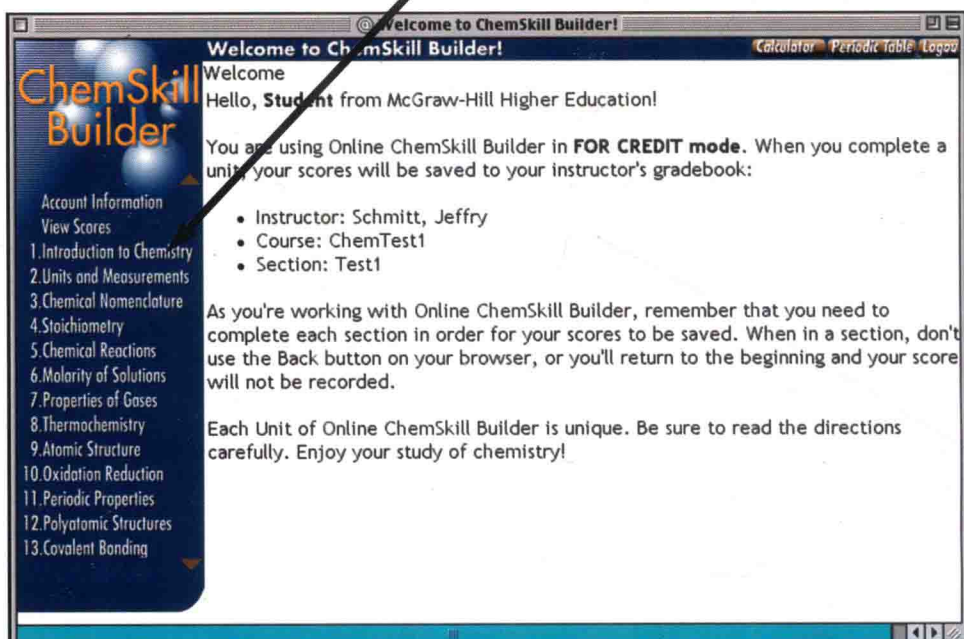 Welcome to ChemSkill Builder!
Welcome to ChemSkill Builder!
Calculator Periodic Table Logou
ChemSkill
Builder
Account Information
View Scores
1.Introduction to Chemistry
2.Units and Measurements
3.Chemical Nomenclature
4.Stoichiometry
5.Chemical Reactions
6.Molarity of Solutions
7.Properties of Gases
8.Thermochemistry
9.Atomic Structure
10.Oxidation Reduction
11.Periodic Properties
12.Polyatomic Structures
13.Covalent Bonding
Welcome
Hello, Student from McGraw-Hill Higher Education!
You are using Online ChemSkill Builder in FOR CREDIT mode. When you complete a
unit, your scores will be saved to your instructor's gradebook:
• Instructor: Schmitt, Jeffry
• Course: ChemTest1
• Section: Test1
As you're working with Online ChemSkill Builder, remember that you need to
complete each section in order for your scores to be saved. When in a section, don't
use the Back button on your browser, or you'll return to the beginning and your score
will not be recorded.
Each Unit of Online ChemSkill Builder is unique. Be sure to read the directions
carefully. Enjoy your study of chemistry!